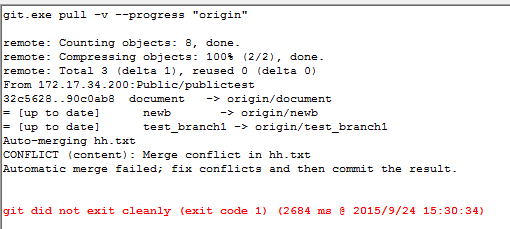 git.exe pull -v --progress "origin"
remote: Counting objects: 8, done.
remote: Compressing objects: 100% (2/2), done.
remote: Total 3 (delta 1), reused 0 (delta 0)
From 172.17.34.200:Public/publictest
32c5628..90c0ab8  document   -> origin/document
= [up to date]      newb       -> origin/newb
= [up to date]      test_branch1 -> origin/test_branch1
Auto-merging hh.txt
CONFLICT (content): Merge conflict in hh.txt
Automatic merge failed; fix conflicts and then commit the result.
git did not exit cleanly (exit code 1) (2684 ms @ 2015/9/24 15:30:34)